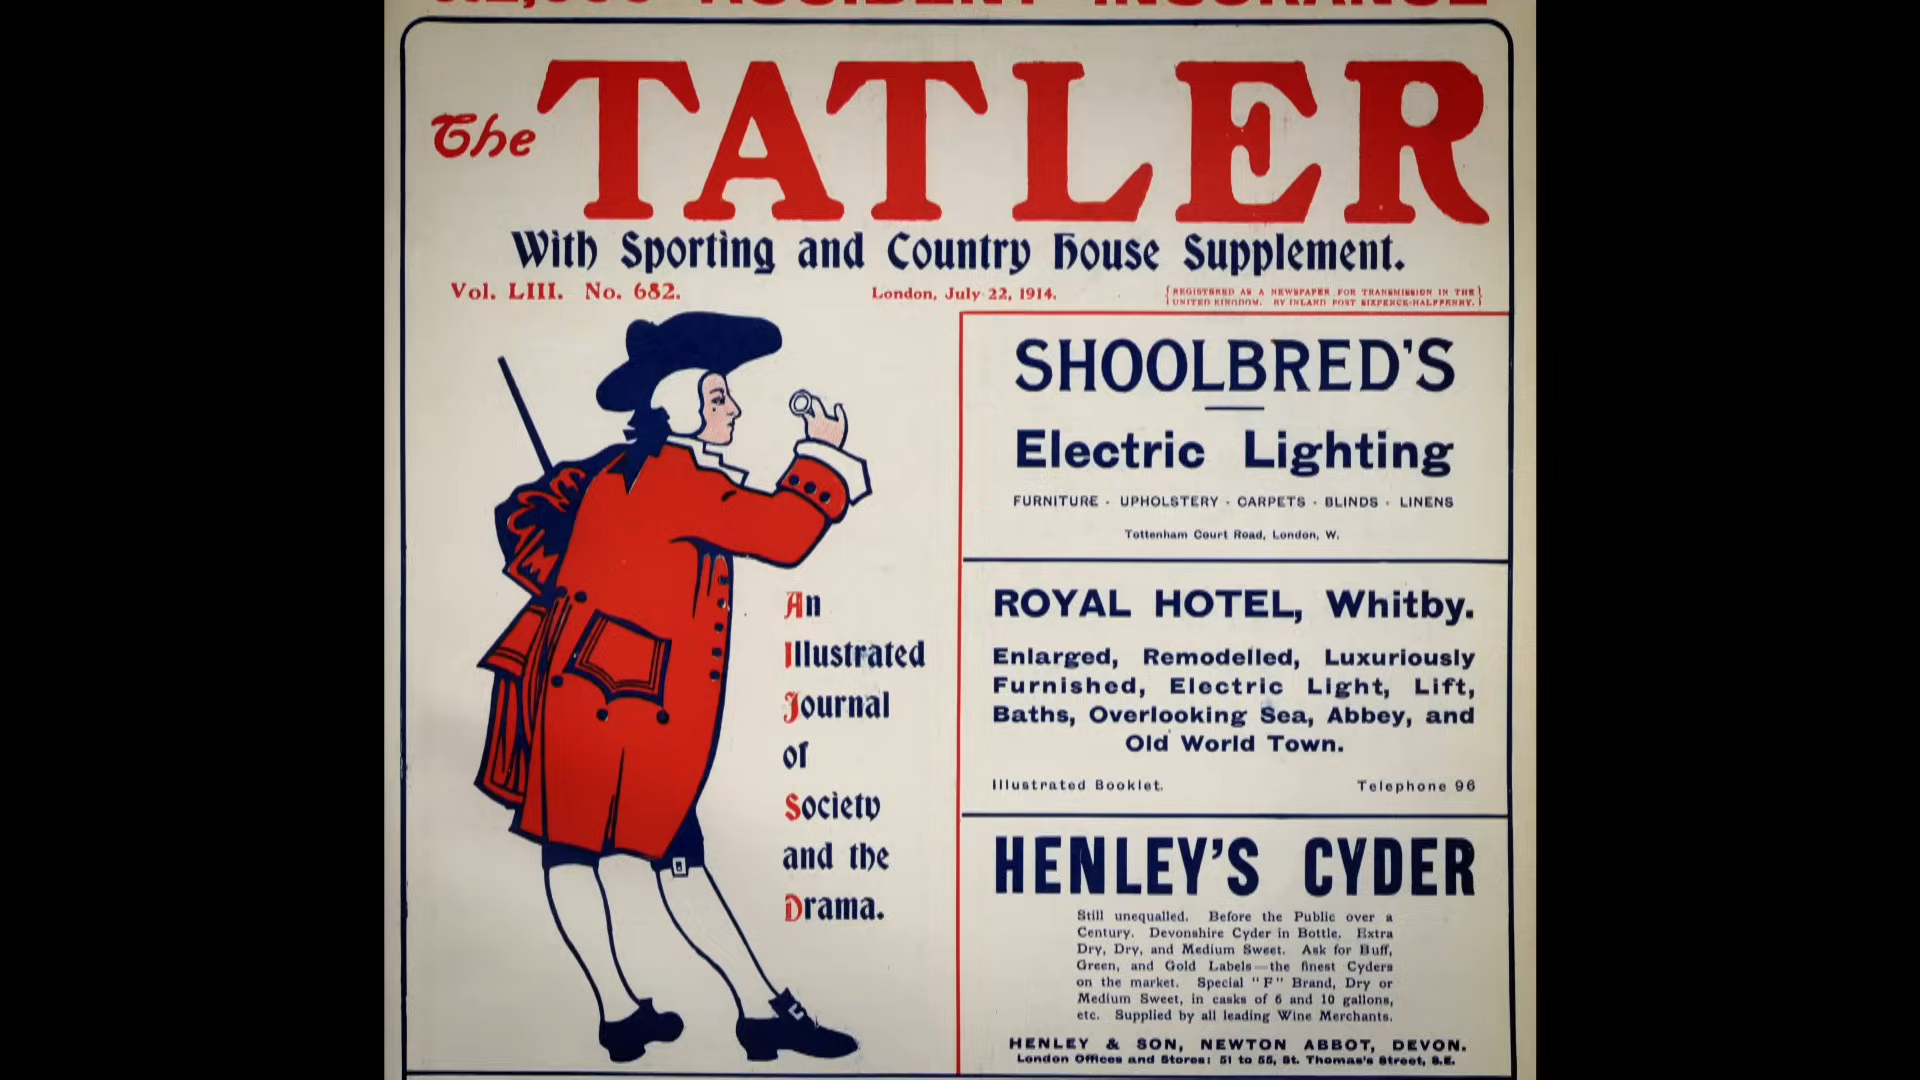 £2,000 ACCIDENT INSURANCE
The TATLER
With Sporting and Country House Supplement.
Vol. LIII. No. 682.
London, July 22, 1914.
{REGISTERED AS A NEWSPAPER FOR TRANSMISSION IN THE
UNITED KINGDOM. BY INLAND POST SIXPENCE-HALFPENNY.}
An
Illustrated
Journal
of
Society
and the
Drama.
SHOOLBRED'S
Electric Lighting
FURNITURE · UPHOLSTERY · CARPETS · BLINDS · LINENS
Tottenham Court Road, London, W.
ROYAL HOTEL, Whitby.
Enlarged, Remodelled, Luxuriously
Furnished, Electric Light, Lift,
Baths, Overlooking Sea, Abbey, and
Old World Town.
Illustrated Booklet. Telephone 96
HENLEY'S CYDER
Still unequalled. Before the Public over a
Century. Devonshire Cyder in Bottle. Extra
Dry, Dry, and Medium Sweet. Ask for Buff,
Green, and Gold Labels—the finest Cyders
on the market. Special "F" Brand, Dry or
Medium Sweet, in casks of 6 and 10 gallons,
etc. Supplied by all leading Wine Merchants.
HENLEY & SON, NEWTON ABBOT, DEVON.
London Offices and Stores: 51 to 55, St. Thomas's Street, S.E.